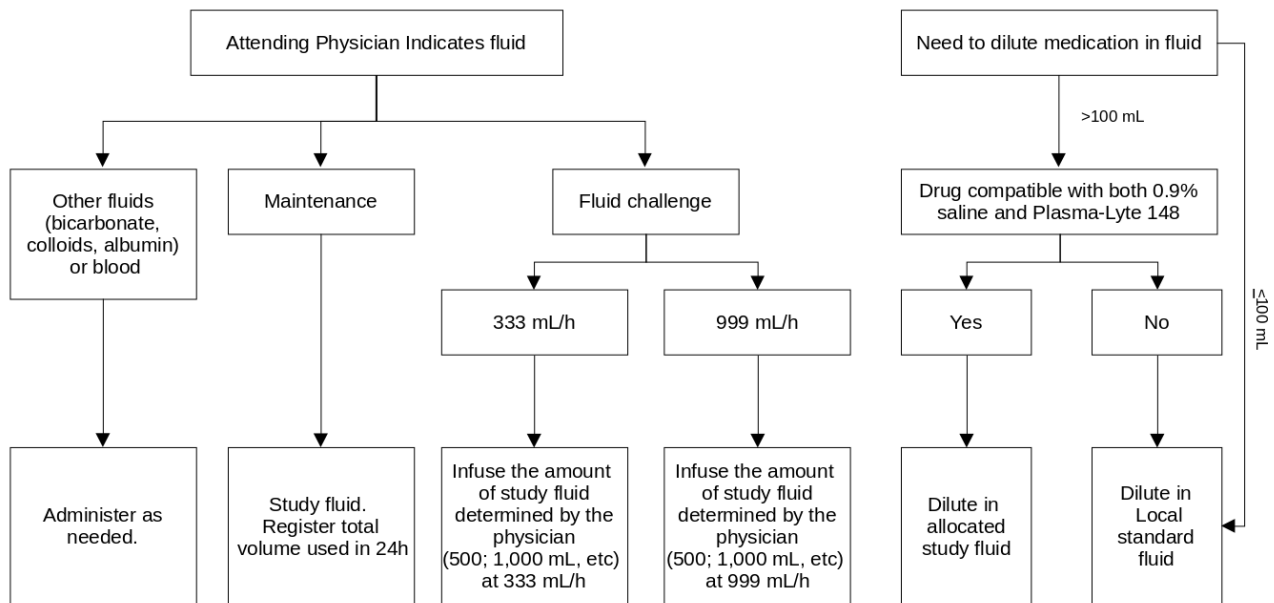 Attending Physician Indicates fluid
Need to dilute medication in fluid
>100 mL
≤100 mL
Other fluids
(bicarbonate,
colloids, albumin)
or blood
Maintenance
Fluid challenge
Drug compatible with both 0.9%
saline and Plasma-Lyte 148
333 mL/h
999 mL/h
Yes
No
Administer as
needed.
Study fluid.
Register total
volume used in 24h
Infuse the amount
of study fluid
determined by the
physician
(500; 1,000 mL, etc)
at 333 mL/h
Infuse the amount
of study fluid
determined by the
physician
(500; 1,000 mL, etc)
at 999 mL/h
Dilute in
allocated
study fluid
Dilute in
Local
standard
fluid